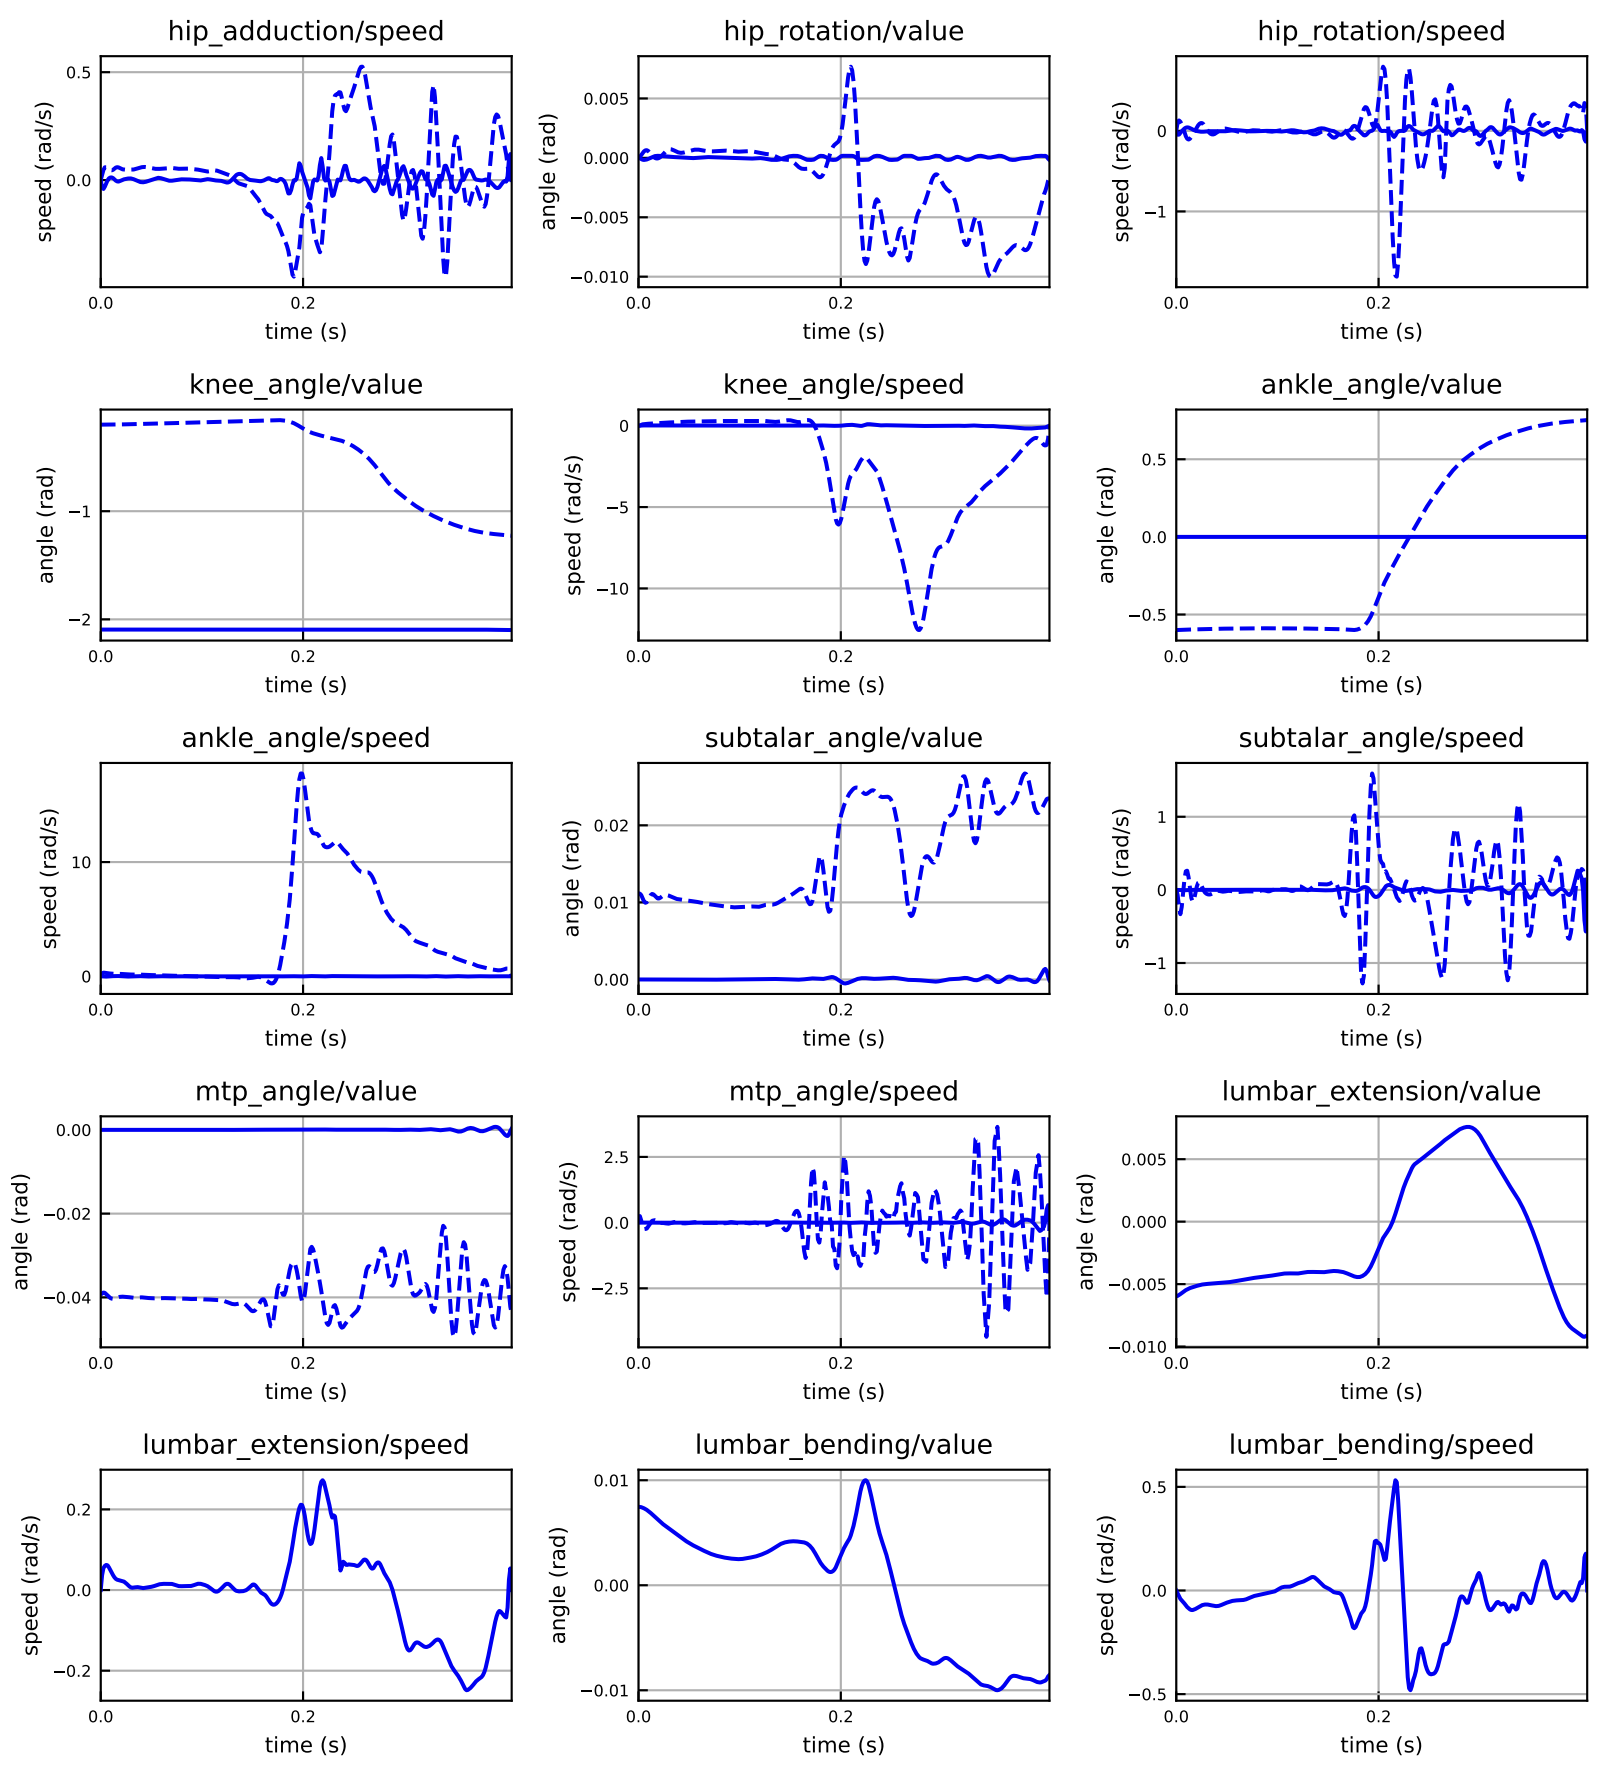 hip_adduction/speed
speed (rad/s)
0.5
0.0
0.0
0.2
time (s)
hip_rotation/value
angle (rad)
0.005
0.000
−0.005
−0.010
0.0
0.2
time (s)
hip_rotation/speed
speed (rad/s)
0
−1
0.0
0.2
time (s)
knee_angle/value
angle (rad)
−1
−2
0.0
0.2
time (s)
knee_angle/speed
speed (rad/s)
0
−5
−10
0.0
0.2
time (s)
ankle_angle/value
angle (rad)
0.5
0.0
−0.5
0.0
0.2
time (s)
ankle_angle/speed
speed (rad/s)
10
0
0.0
0.2
time (s)
subtalar_angle/value
angle (rad)
0.02
0.01
0.00
0.0
0.2
time (s)
subtalar_angle/speed
speed (rad/s)
1
0
−1
0.0
0.2
time (s)
mtp_angle/value
angle (rad)
0.00
−0.02
−0.04
0.0
0.2
time (s)
mtp_angle/speed
speed (rad/s)
2.5
0.0
−2.5
0.0
0.2
time (s)
lumbar_extension/value
angle (rad)
0.005
0.000
−0.005
−0.010
0.0
0.2
time (s)
lumbar_extension/speed
speed (rad/s)
0.2
0.0
−0.2
0.0
0.2
time (s)
lumbar_bending/value
angle (rad)
0.01
0.00
−0.01
0.0
0.2
time (s)
lumbar_bending/speed
speed (rad/s)
0.5
0.0
−0.5
0.0
0.2
time (s)